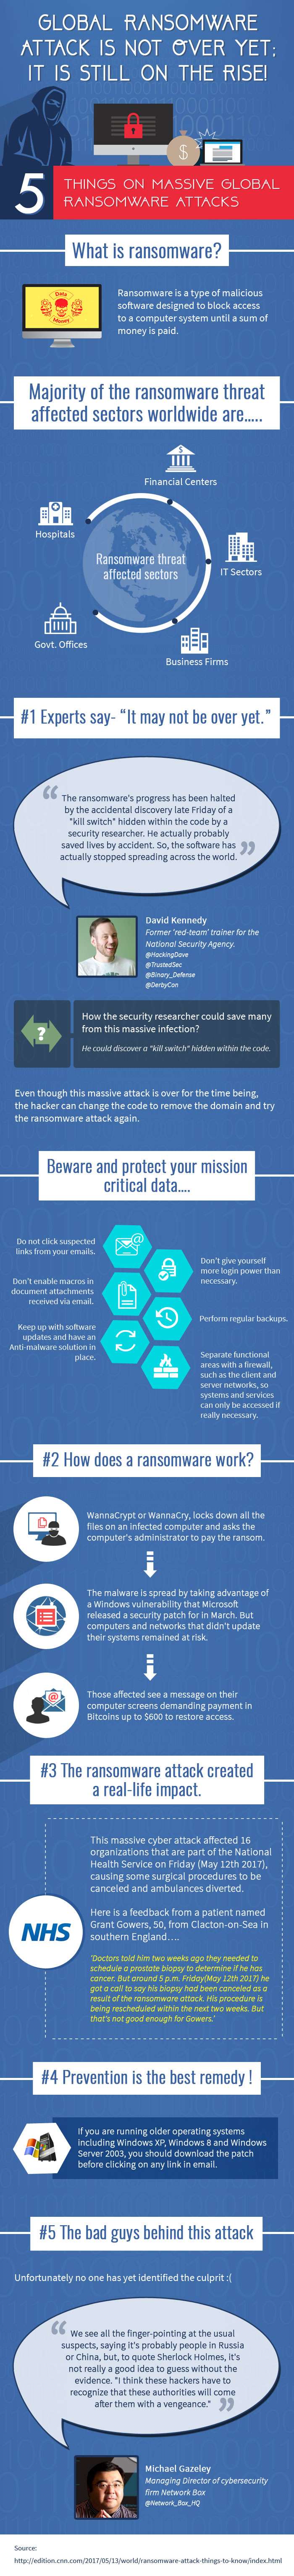 GLOBAL RANSOMWARE
ATTACK IS NOT OVER YET;
IT IS STILL ON THE RISE!
$
5
THINGS ON MASSIVE GLOBAL
RANSOMWARE ATTACKS
What is ransomware?
Data
Money
Ransomware is a type of malicious
software designed to block access
to a computer system until a sum of
money is paid.
Majority of the ransomware threat
affected sectors worldwide are.....
Financial Centers
Hospitals
Ransomware threat
affected sectors
IT Sectors
Govt. Offices
Business Firms
#1 Experts say- “It may not be over yet.”
“ The ransomware's progress has been halted
by the accidental discovery late Friday of a
"kill switch" hidden within the code by a
security researcher. He actually probably
saved lives by accident. So, the software has
actually stopped spreading across the world. ”
David Kennedy
Former 'red-team' trainer for the
National Security Agency.
@HackingDave
@TrustedSec
@Binary_Defense
@DerbyCon
?
How the security researcher could save many
from this massive infection?
He could discover a "kill switch" hidden within the code.
Even though this massive attack is over for the time being,
the hacker can change the code to remove the domain and try
the ransomware attack again.
Beware and protect your mission
critical data....
Do not click suspected
links from your emails.
Don't give yourself
more login power than
necessary.
Don't enable macros in
document attachments
received via email.
Perform regular backups.
Keep up with software
updates and have an
Anti-malware solution in
place.
Separate functional
areas with a firewall,
such as the client and
server networks, so
systems and services
can only be accessed if
really necessary.
#2 How does a ransomware work?
WannaCrypt or WannaCry, locks down all the
files on an infected computer and asks the
computer's administrator to pay the ransom.
The malware is spread by taking advantage of
a Windows vulnerability that Microsoft
released a security patch for in March. But
computers and networks that didn't update
their systems remained at risk.
Those affected see a message on their
computer screens demanding payment in
Bitcoins up to $600 to restore access.
#3 The ransomware attack created
a real-life impact.
This massive cyber attack affected 16
organizations that are part of the National
Health Service on Friday (May 12th 2017),
causing some surgical procedures to be
canceled and ambulances diverted.
NHS
Here is a feedback from a patient named
Grant Gowers, 50, from Clacton-on-Sea in
southern England....
'Doctors told him two weeks ago they needed to
schedule a prostate biopsy to determine if he has
cancer. But around 5 p.m. Friday(May 12th 2017) he
got a call to say his biopsy had been canceled as a
result of the ransomware attack. His procedure is
being rescheduled within the next two weeks. But
that's not good enough for Gowers.'
#4 Prevention is the best remedy !
If you are running older operating systems
including Windows XP, Windows 8 and Windows
Server 2003, you should download the patch
before clicking on any link in email.
#5 The bad guys behind this attack
Unfortunately no one has yet identified the culprit :(
“ We see all the finger-pointing at the usual
suspects, saying it's probably people in Russia
or China, but, to quote Sherlock Holmes, it's
not really a good idea to guess without the
evidence. "I think these hackers have to
recognize that these authorities will come
after them with a vengeance." ”
Michael Gazeley
Managing Director of cybersecurity
firm Network Box
@Network_Box_HQ
Source:
http://edition.cnn.com/2017/05/13/world/ransomware-attack-things-to-know/index.html